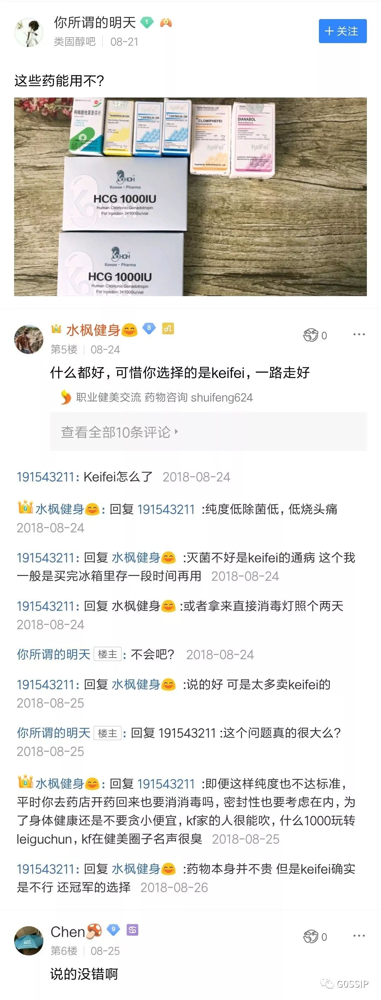 你所谓的明天 1
类固醇吧 | 08-21
+ 关注
这些药能用不?
枸橼酸他莫昔芬片
TAMOXIFEN
CITRATE
TABLETS
NANDROLIN 250
T-ENTBOLIN-250
T-ENTBOLIN-250
Keifei Pharma Co., Ltd
CLOMIPHEFEI
Clomiphene
KeiFei
Supplied by: Keifei Pharma Co., Ltd
KeiFei
DIANABOL
KeiFei
KOHOH
Kohoh · Pharma
HCG 1000IU
Human Chorionic Gonadotropin
For Injection 3×1000iu/vial
KOHOH
Kohoh · Pharma
HCG 1000IU
Human Chorionic Gonadotropin
For Injection 3×1000iu/vial
水枫健身 8
0
第5楼 | 08-24
什么都好，可惜你选择的是keifei，一路走好
职业健美交流 药物咨询 shuifeng624
查看全部10条评论
191543211: Keifei怎么了 2018-08-24
水枫健身: 回复 191543211 :纯度低除菌低，低烧头痛
2018-08-24
191543211: 回复 水枫健身 :灭菌不好是keifei的通病 这个我
一般是买完冰箱里存一段时间再用 2018-08-24
191543211: 回复 水枫健身 :或者拿来直接消毒灯照个两天
2018-08-24
你所谓的明天 楼主: 不会吧? 2018-08-24
191543211: 回复 水枫健身 :说的好 可是太多卖keifei的
2018-08-25
你所谓的明天 楼主: 回复 191543211 :这个问题真的很大么?
2018-08-25
水枫健身: 回复 191543211 :即便这样纯度也不达标准，
平时你去药店开药回来也要消消毒吗，密封性也要考虑在内，为
了身体健康还是不要贪小便宜，kf家的人很能吹，什么1000玩转
leiguchun，kf在健美圈子名声很臭 2018-08-25
191543211: 回复 水枫健身 :药物本身并不贵 但是keifei确实
是不行 还冠军的选择 2018-08-26
Chen 9
0
第6楼 | 08-25
说的没错啊
G0SSIP